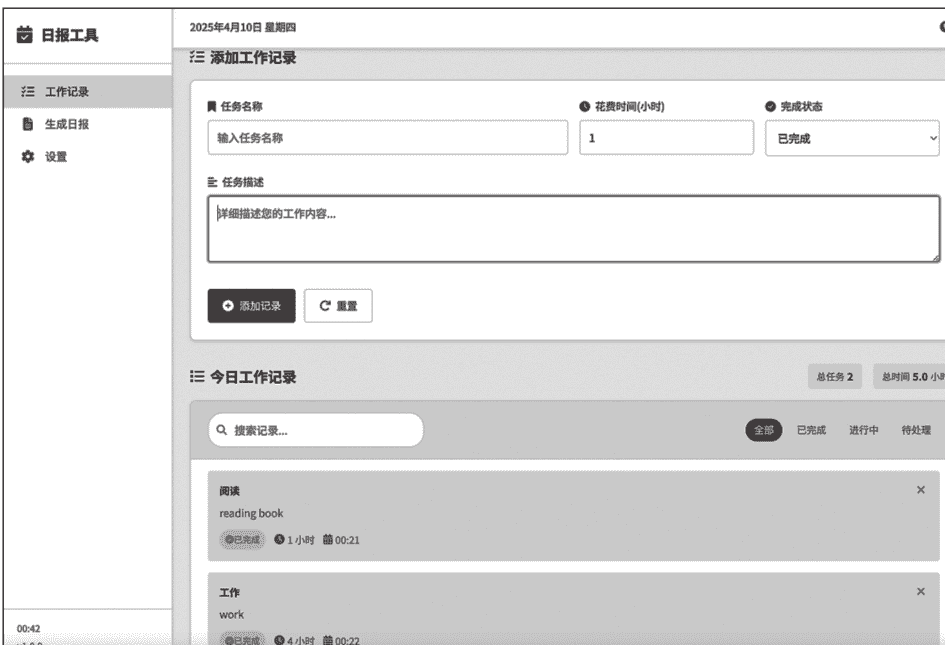 日报工具
2025年4月10日 星期四
工作记录
生成日报
设置
添加工作记录
任务名称 花费时间(小时) 完成状态
输入任务名称 1 已完成
任务描述
详细描述您的工作内容...
添加记录 重置
今日工作记录 总任务 2 总时间 5.0 小时
搜索记录... 全部 已完成 进行中 待处理
阅读
reading book
已完成 1 小时 00:21
工作
work
已完成 4 小时 00:22
00:42